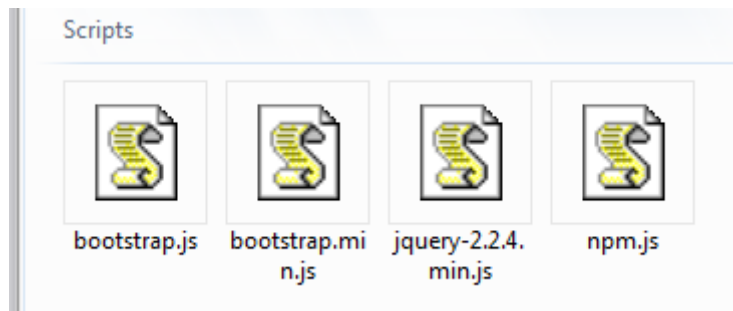 Scripts
bootstrap.js
bootstrap.mi
n.js
jquery-2.2.4.
min.js
npm.js